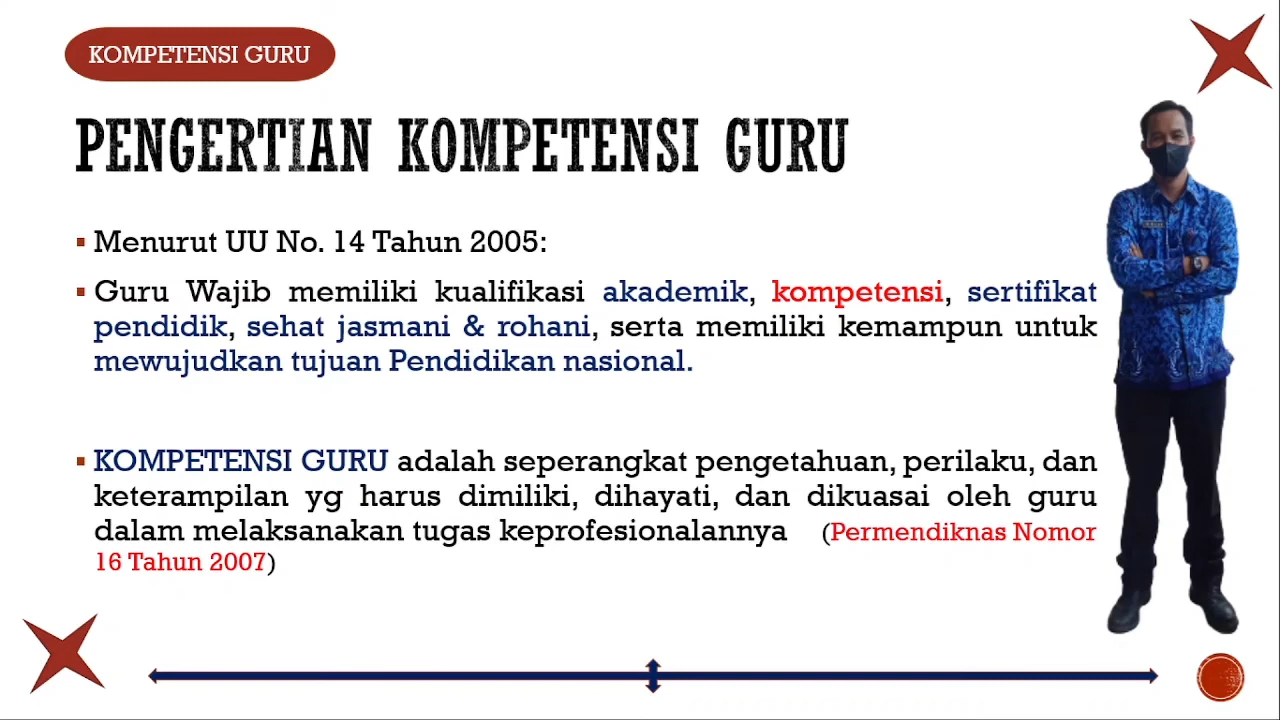 KOMPETENSI GURU
PENGERTIAN KOMPETENSI GURU
Menurut UU No. 14 Tahun 2005:
Guru Wajib memiliki kualifikasi akademik, kompetensi, sertifikat
pendidik, sehat jasmani & rohani, serta memiliki kemampun untuk
mewujudkan tujuan Pendidikan nasional.
KOMPETENSI GURU adalah seperangkat pengetahuan, perilaku, dan
keterampilan yg harus dimiliki, dihayati, dan dikuasai oleh guru
dalam melaksanakan tugas keprofesionalannya (Permendiknas Nomor
16 Tahun 2007)